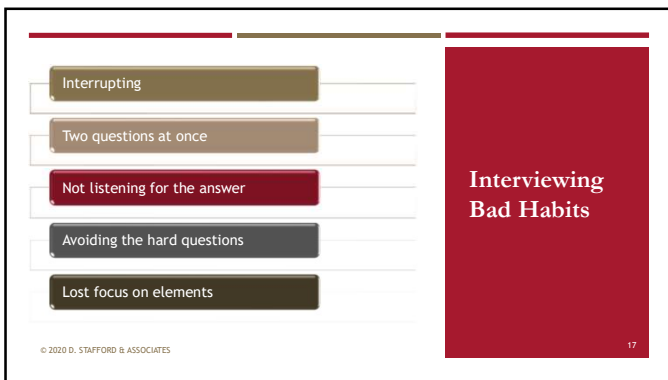 Interrupting
Two questions at once
Not listening for the answer
Avoiding the hard questions
Lost focus on elements
Interviewing
Bad Habits
© 2020 D. STAFFORD & ASSOCIATES
17